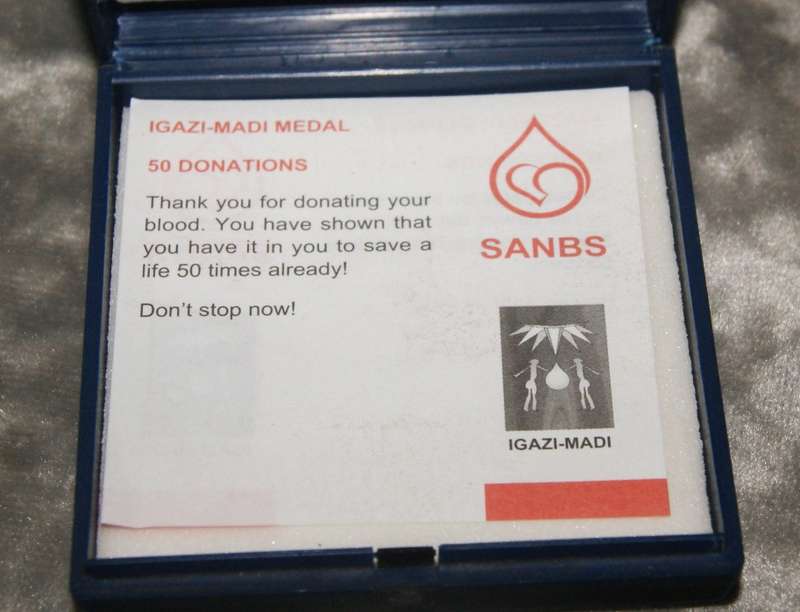 IGAZI-MADI MEDAL
50 DONATIONS
Thank you for donating your
blood. You have shown that
you have it in you to save a
life 50 times already!
Don't stop now!
SANBS
IGAZI-MADI